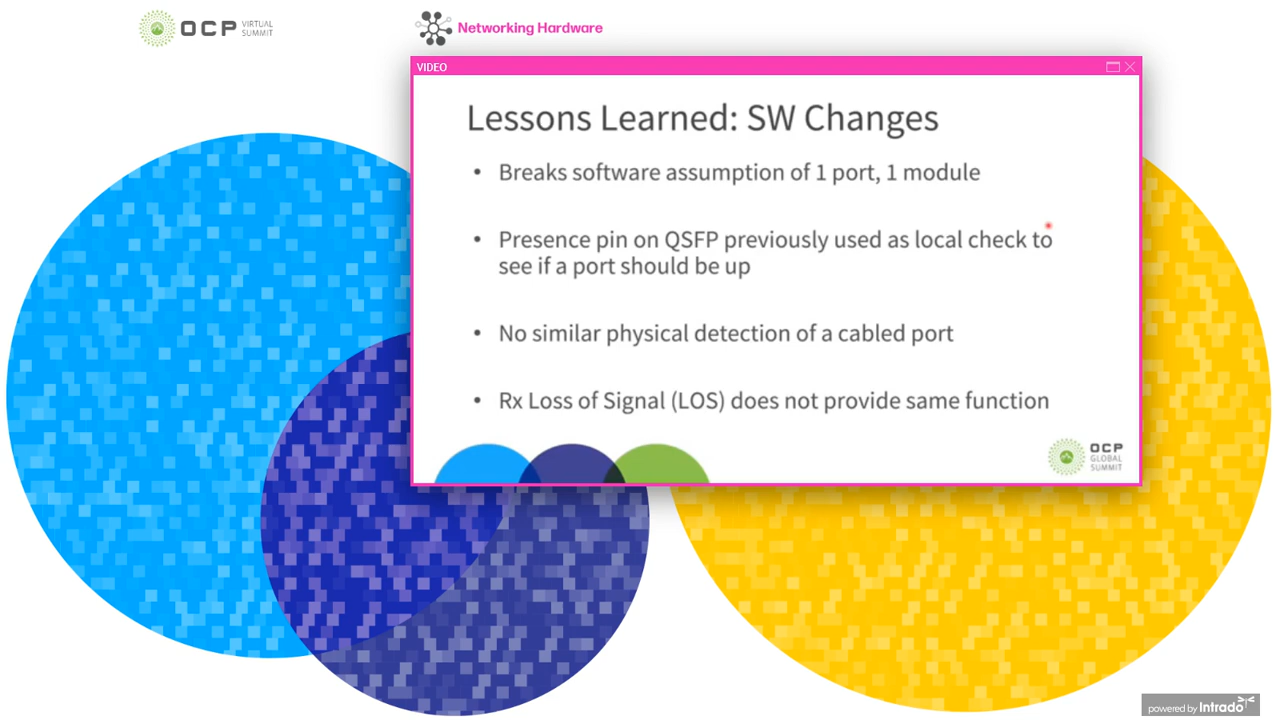 OCP VIRTUAL SUMMIT
Networking Hardware
VIDEO
Lessons Learned: SW Changes
• Breaks software assumption of 1 port, 1 module
• Presence pin on QSFP previously used as local check to
see if a port should be up
• No similar physical detection of a cabled port
• Rx Loss of Signal (LOS) does not provide same function
OCP GLOBAL SUMMIT
powered by Intrado